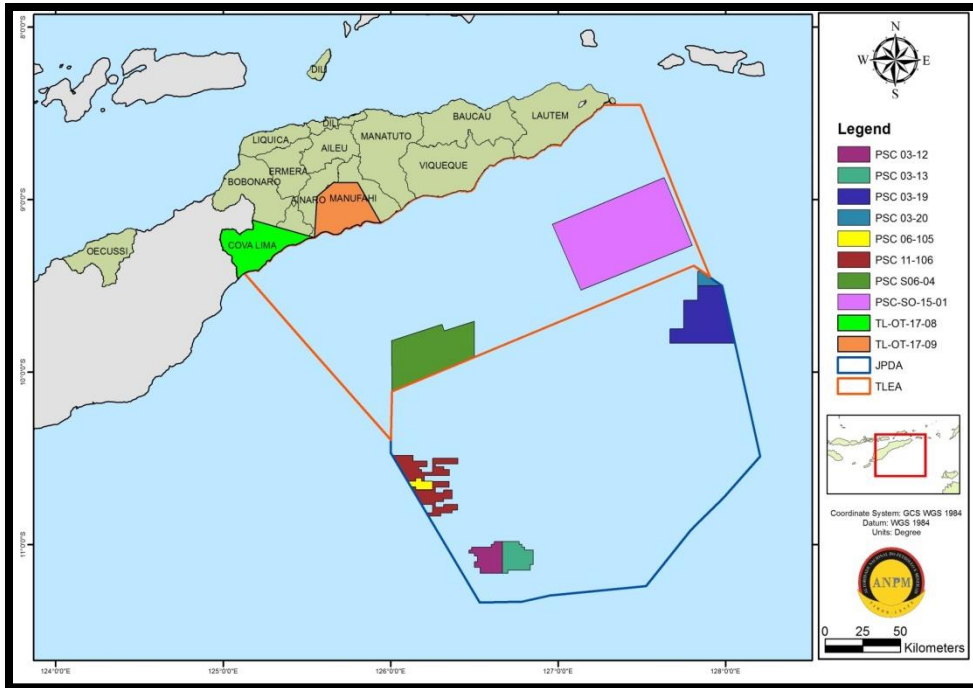 8°0'0"S
9°0'0"S
10°0'0"S
11°0'0"S
DILI
DILI
LIQUICA
BAUCAU
LAUTEM
MANATUTO
AILEU
ERMERA
VIQUEQUE
BOBONARO
AINARO
MANUFAHI
COVA LIMA
OECUSSI
124°0'0"E
125°0'0"E
126°0'0"E
127°0'0"E
128°0'0"E
N
W E
S
Legend
PSC 03-12
PSC 03-13
PSC 03-19
PSC 03-20
PSC 06-105
PSC 11-106
PSC S06-04
PSC-SO-15-01
TL-OT-17-08
TL-OT-17-09
JPDA
TLEA
Coordinate System: GCS WGS 1984
Datum: WGS 1984
Units: Degree
ANPM
0 25 50
Kilometers